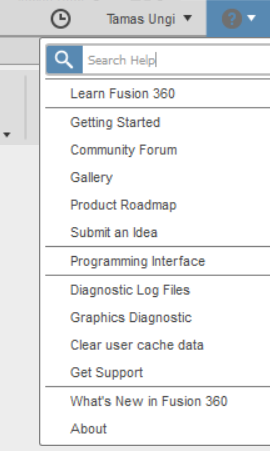 Tamas Ungi
Search Help
Learn Fusion 360
Getting Started
Community Forum
Gallery
Product Roadmap
Submit an Idea
Programming Interface
Diagnostic Log Files
Graphics Diagnostic
Clear user cache data
Get Support
What's New in Fusion 360
About